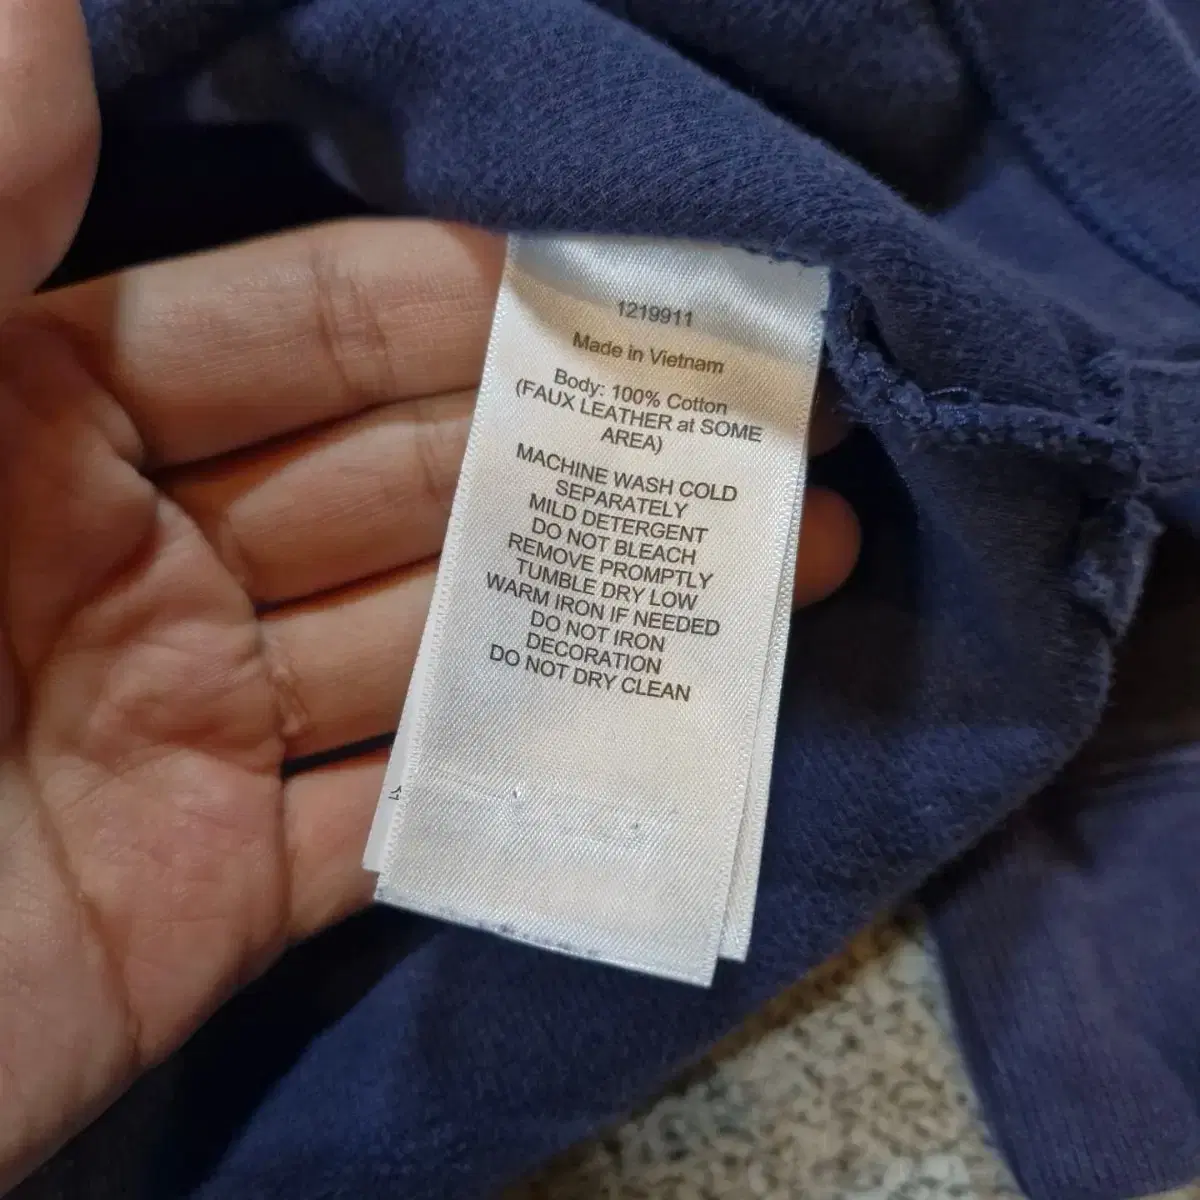 1219911
Made in Vietnam
Body: 100% Cotton
(FAUX LEATHER at SOME
AREA)
MACHINE WASH COLD
SEPARATELY
MILD DETERGENT
DO NOT BLEACH
REMOVE PROMPTLY
TUMBLE DRY LOW
WARM IRON IF NEEDED
DO NOT IRON
DECORATION
DO NOT DRY CLEAN